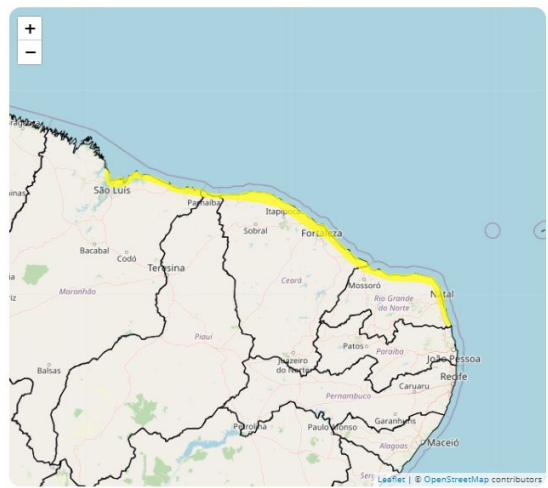 +
−
São Luís
Parnaíba
Itapipoca
Sobral
Fortaleza
Bacabal
Codó
Teresina
Ceará
Mossoró
Maranhão
Rio Grande
do Norte
Natal
Piauí
Patos
Paraíba
João Pessoa
Juazeiro
do Norte
Balsas
Recife
Caruaru
Pernambuco
Petrolina
Paulo Afonso
Garanhuns
Alagoas
Maceió
Leaflet | © OpenStreetMap contributors